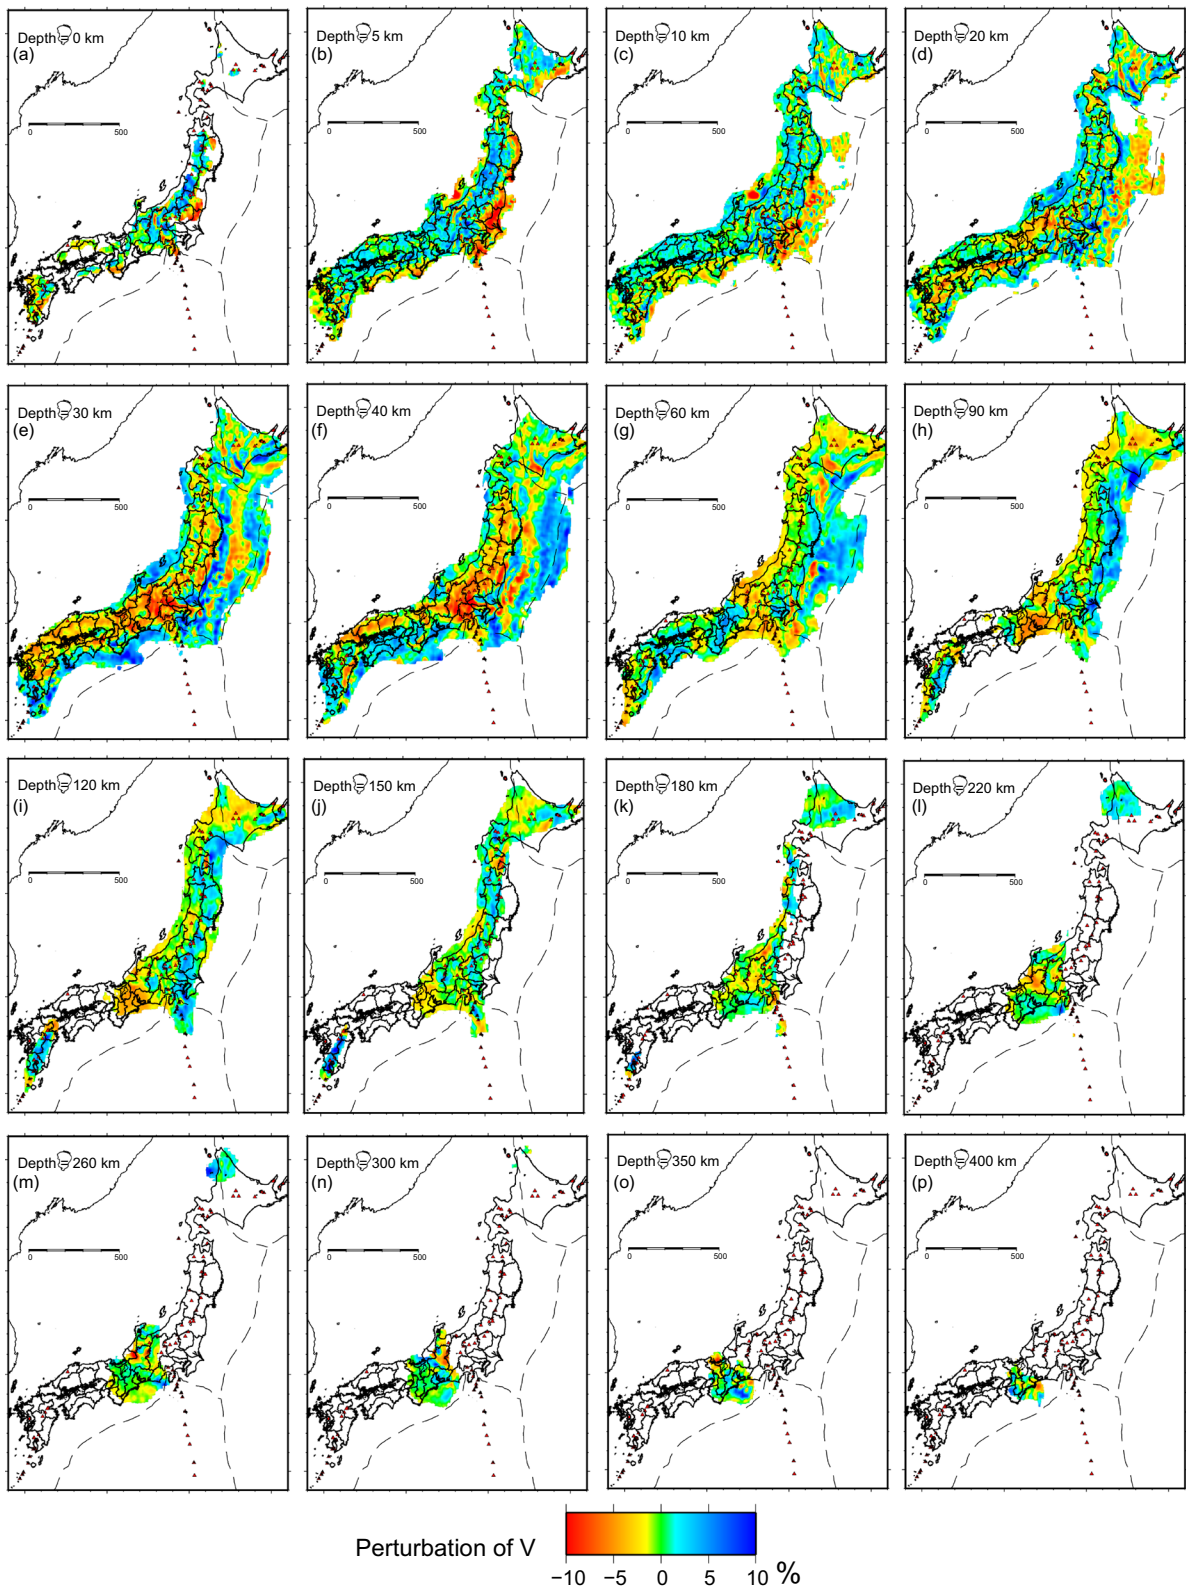 Depth 0 km
(a)
0 500
Depth 5 km
(b)
0 500
Depth 10 km
(c)
0 500
Depth 20 km
(d)
0 500
Depth 30 km
(e)
0 500
Depth 40 km
(f)
0 500
Depth 60 km
(g)
0 500
Depth 90 km
(h)
0 500
Depth 120 km
(i)
0 500
Depth 150 km
(j)
0 500
Depth 180 km
(k)
0 500
Depth 220 km
(l)
0 500
Depth 260 km
(m)
0 500
Depth 300 km
(n)
0 500
Depth 350 km
(o)
0 500
Depth 400 km
(p)
0 500
Perturbation of V
−10 −5 0 5 10 %